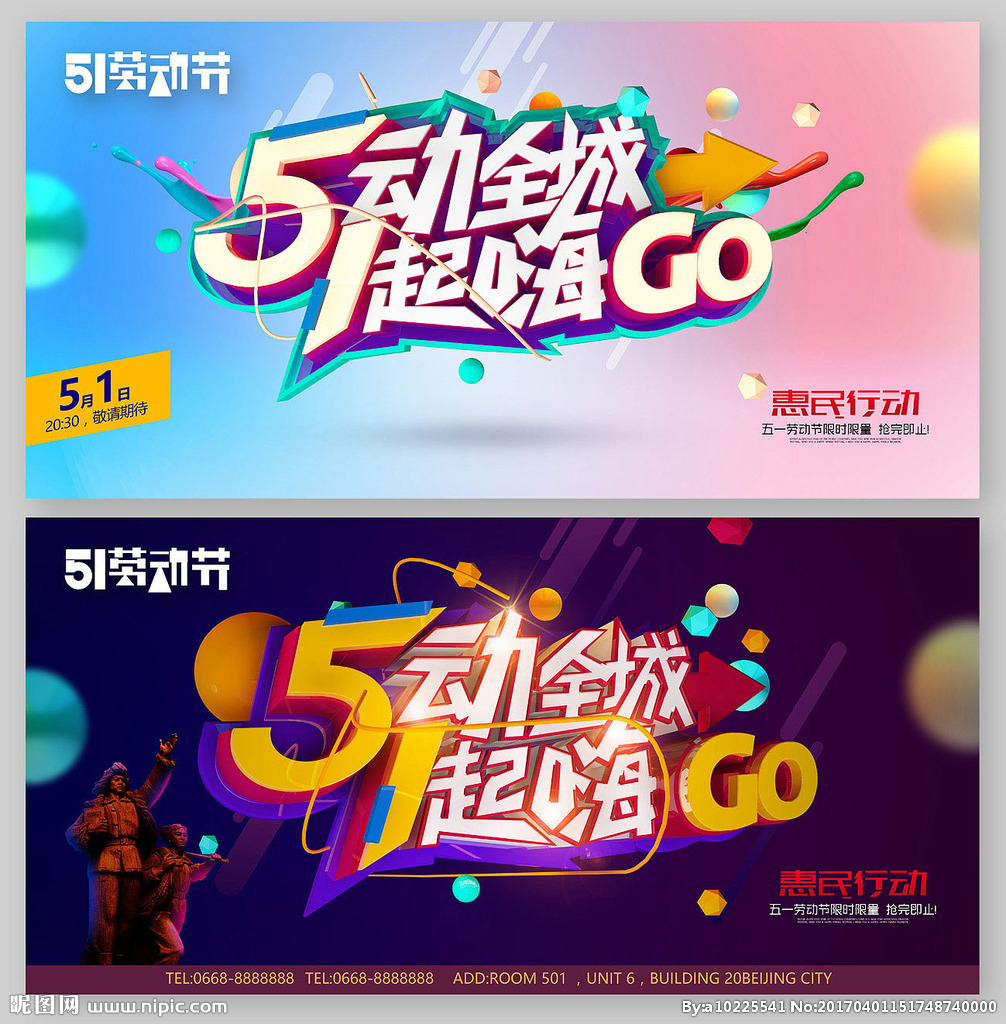 51劳动节
51动全城
起嗨GO
5月1日
20:30，敬请期待
惠民行动
五一劳动节限时限量 抢完即止!
51劳动节
51动全城
起嗨GO
惠民行动
五一劳动节限时限量 抢完即止!
TEL:0668-8888888 TEL:0668-8888888 ADD:ROOM 501 ，UNIT 6，BUILDING 20BEIJING CITY
昵图网 www.nipic.com
By:a10225541 No:20170401151748740000